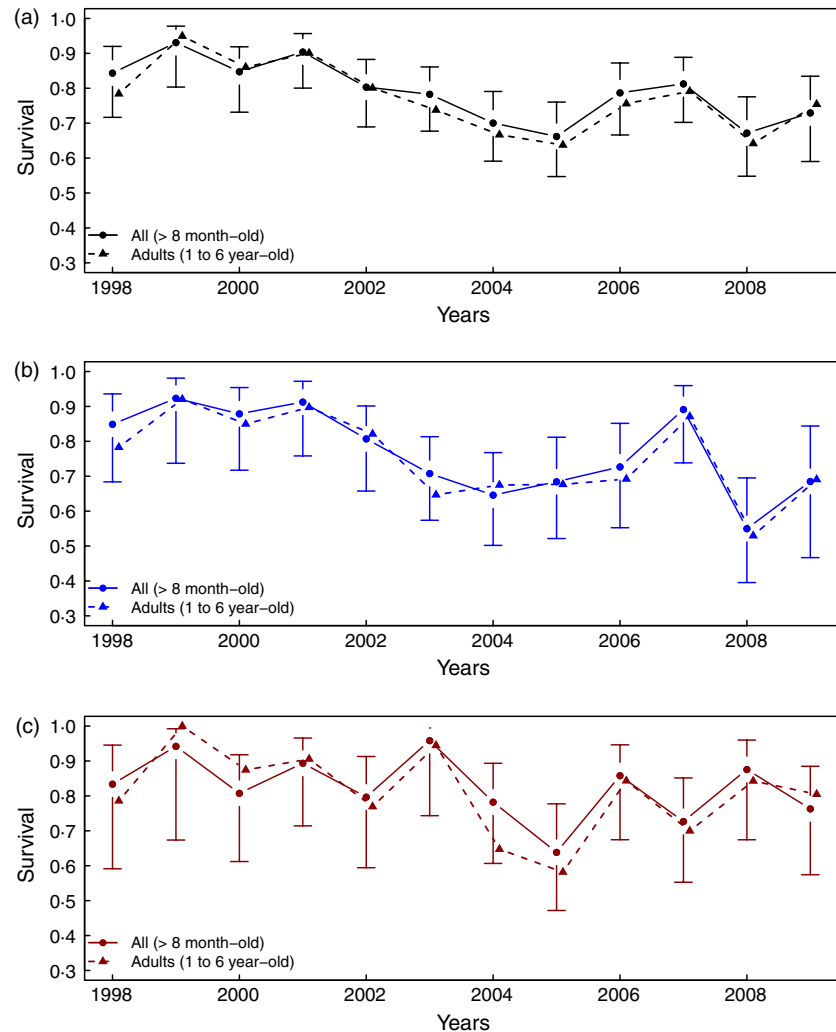 (a)
1·0
0·9
0·8
0·7
0·6
0·5
0·4
0·3
Survival
All (> 8 month−old)
Adults (1 to 6 year−old)
1998 2000 2002 2004 2006 2008
Years
(b)
1·0
0·9
0·8
0·7
0·6
0·5
0·4
0·3
Survival
All (> 8 month−old)
Adults (1 to 6 year−old)
1998 2000 2002 2004 2006 2008
Years
(c)
1·0
0·9
0·8
0·7
0·6
0·5
0·4
0·3
Survival
All (> 8 month−old)
Adults (1 to 6 year−old)
1998 2000 2002 2004 2006 2008
Years